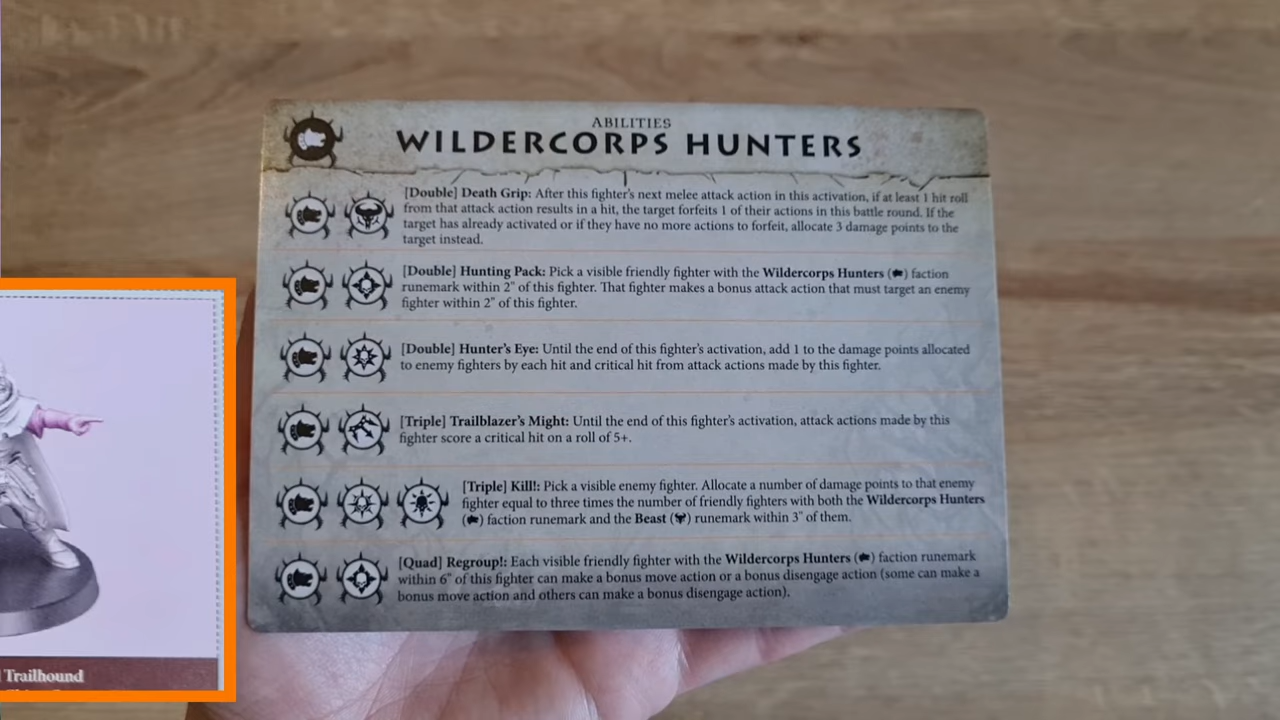 ABILITIES
WILDERCORPS HUNTERS
[Double] Death Grip: After this fighter's next melee attack action in this activation, if at least 1 hit roll
from that attack action results in a hit, the target forfeits 1 of their actions in this battle round. If the
target has already activated or if they have no more actions to forfeit, allocate 3 damage points to the
target instead.
[Double] Hunting Pack: Pick a visible friendly fighter with the Wildercorps Hunters () faction
runemark within 2" of this fighter. That fighter makes a bonus attack action that must target an enemy
fighter within 2" of this fighter.
[Double] Hunter's Eye: Until the end of this fighter's activation, add 1 to the damage points allocated
to enemy fighters by each hit and critical hit from attack actions made by this fighter.
[Triple] Trailblazer's Might: Until the end of this fighter's activation, attack actions made by this
fighter score a critical hit on a roll of 5+.
[Triple] Kill!: Pick a visible enemy fighter. Allocate a number of damage points to that enemy
fighter equal to three times the number of friendly fighters with both the Wildercorps Hunters
() faction runemark and the Beast () runemark within 3" of them.
[Quad] Regroup!: Each visible friendly fighter with the Wildercorps Hunters () faction runemark
within 6" of this fighter can make a bonus move action or a bonus disengage action (some can make a
bonus move action and others can make a bonus disengage action).
Trailhound